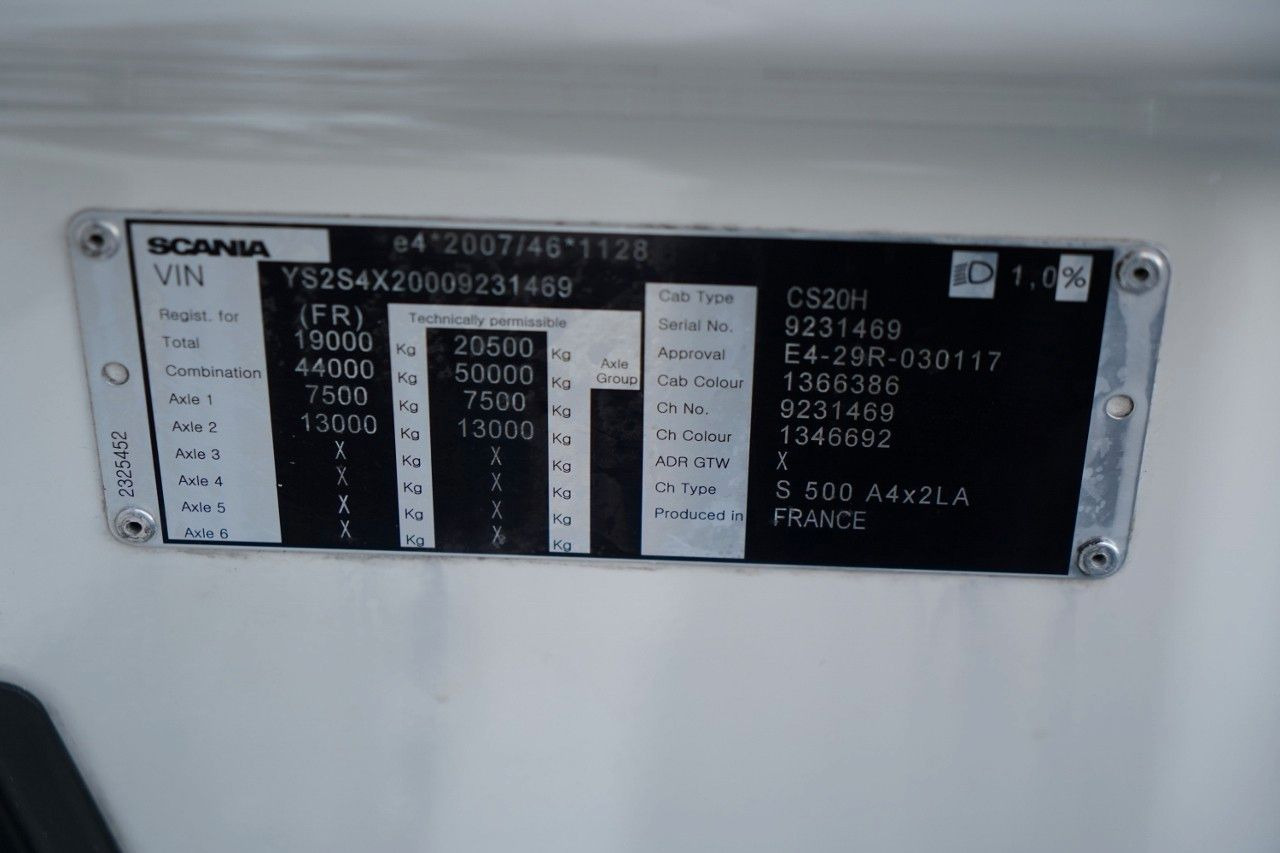 SCANIA e4*2007/46*1128
VIN YS2S4X20009231469
1,0%
Regist. for (FR) Technically permissible
Total 19000 Kg 20500 Kg Axle Group
Combination 44000 Kg 50000 Kg
Axle 1 7500 Kg 7500 Kg
Axle 2 13000 Kg 13000 Kg
Axle 3 X Kg X Kg
Axle 4 X Kg X Kg
Axle 5 X Kg X Kg
Axle 6 X Kg X Kg
Cab Type CS20H
Serial No. 9231469
Approval E4-29R-030117
Cab Colour 1366386
Ch No. 9231469
Ch Colour 1346692
ADR GTW X
Ch Type S 500 A4x2LA
Produced in FRANCE
2325452